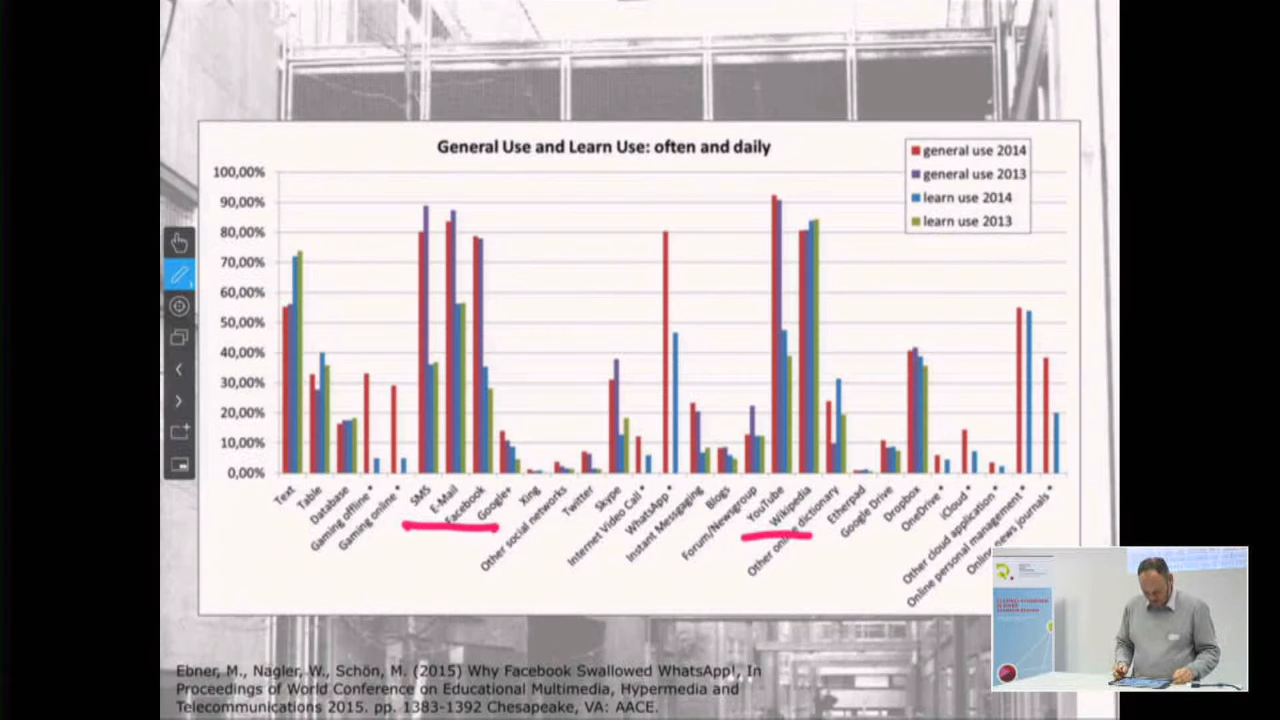 General Use and Learn Use: often and daily
general use 2014
general use 2013
learn use 2014
learn use 2013
100,00%
90,00%
80,00%
70,00%
60,00%
50,00%
40,00%
30,00%
20,00%
10,00%
0,00%
Text
Table
Database
Gaming offline *
Gaming online *
SMS
E-Mail
Facebook
Google+
Xing
Other social networks
Twitter
Skype
Internet Video Call *
WhatsApp *
Instant Messgaging
Blogs
Forum/Newsgroup
YouTube
Wikipedia
Other online dictionary
Etherpad
Google Drive
Dropbox
OneDrive *
iCloud *
Other cloud application *
Online personal management *
Online news journals *
Ebner, M., Nagler, W., Schön, M. (2015) Why Facebook Swallowed WhatsApp!, In
Proceedings of World Conference on Educational Multimedia, Hypermedia and
Telecommunications 2015. pp. 1383-1392 Chesapeake, VA: AACE.